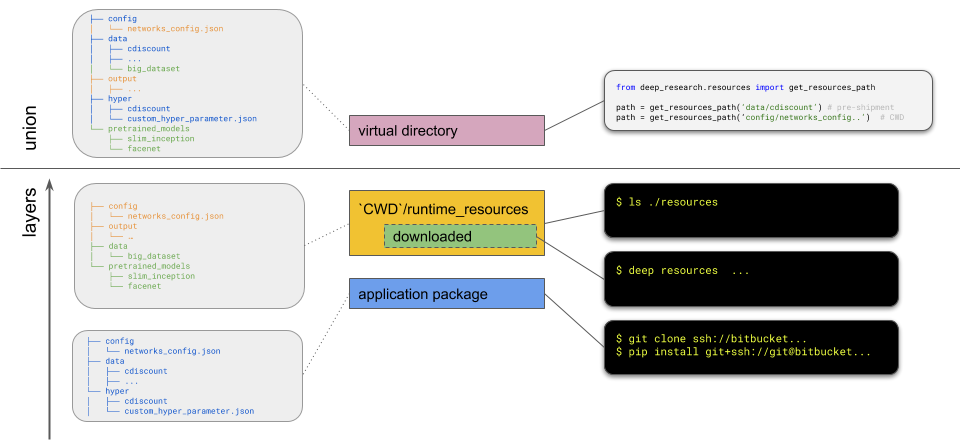 union
├── config
│   └── networks_config.json
├── data
│   ├── cdiscount
│   ├── ...
│   └── big_dataset
├── output
│   ├── ...
├── hyper
│   ├── cdiscount
│   └── custom_hyper_parameter.json
└── pretrained_models
    ├── slim_inception
    └── facenet
virtual directory
from deep_research.resources import get_resources_path
path = get_resources_path('data/cdiscount') # pre-shipment
path = get_resources_path('config/networks_config..')  # CWD
layers
├── config
│   └── networks_config.json
├── output
│   └── …
├── data
│   └── big_dataset
└── pretrained_models
    ├── slim_inception
    └── facenet
`CWD`/runtime_resources
downloaded
$ ls ./resources
$ deep resources  ...
application package
├── config
│   └── networks_config.json
├── data
│   ├── cdiscount
│   ├── ...
└── hyper
│   ├── cdiscount
│   └── custom_hyper_parameter.json
$ git clone ssh://bitbucket...
$ pip install git+ssh://git@bitbucket...